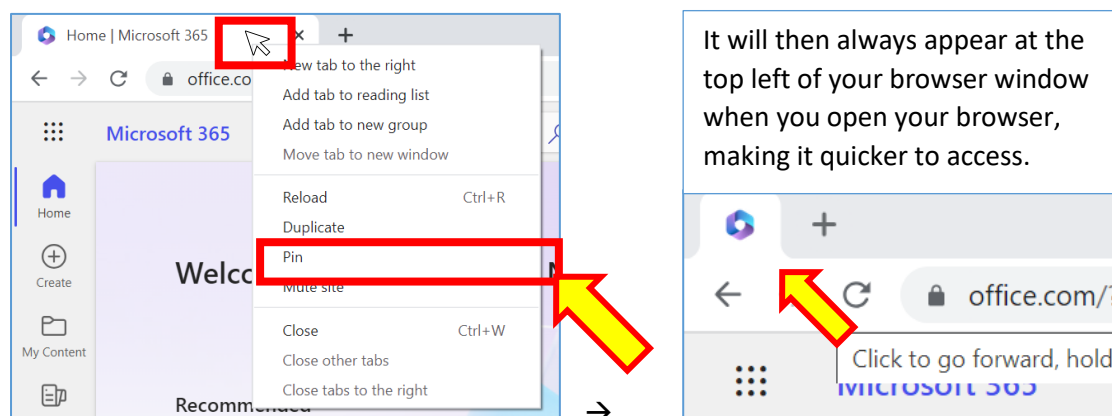 Home | Microsoft 365
office.co
New tab to the right
Add tab to reading list
Add tab to new group
Move tab to new window
Reload Ctrl+R
Duplicate
Pin
Mute site
Close Ctrl+W
Close other tabs
Close tabs to the right
Microsoft 365
Home
Create
My Content
Welco
Recommended
→
It will then always appear at the
top left of your browser window
when you open your browser,
making it quicker to access.
office.com/?
Click to go forward, hold
Microsoft 365